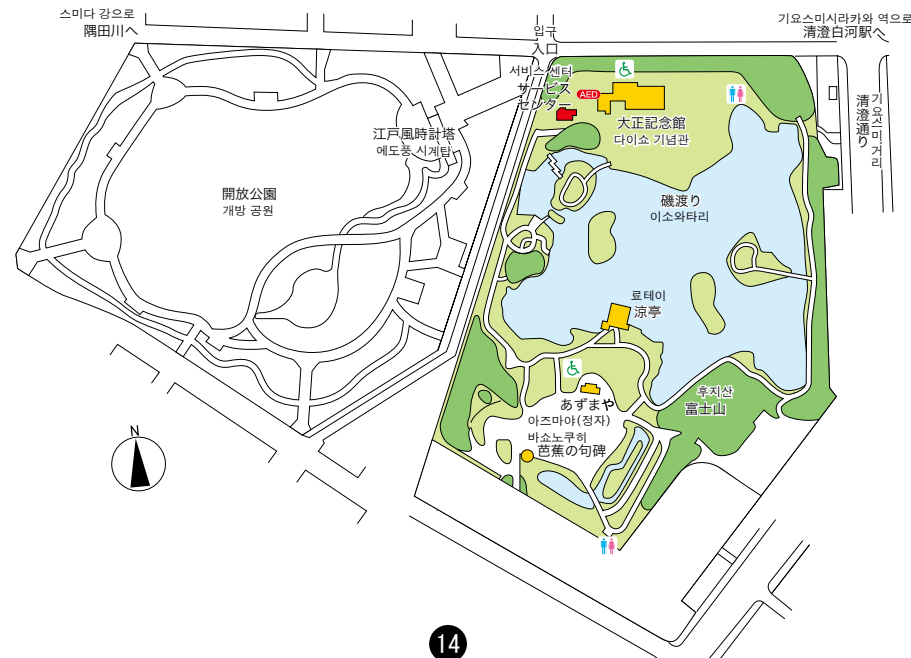 스미다 강으로
隅田川へ
입구
入口
기요스미시라카와 역으로
清澄白河駅へ
서비스 센터
サービス
センター
AED
大正記念館
다이쇼 기념관
清澄通り
기요스미거리
江戸風時計塔
에도풍 시계탑
開放公園
개방 공원
磯渡り
이소와타리
료테이
涼亭
후지산
富士山
あずまや
아즈마야(정자)
바쇼노쿠히
芭蕉の句碑
N
14